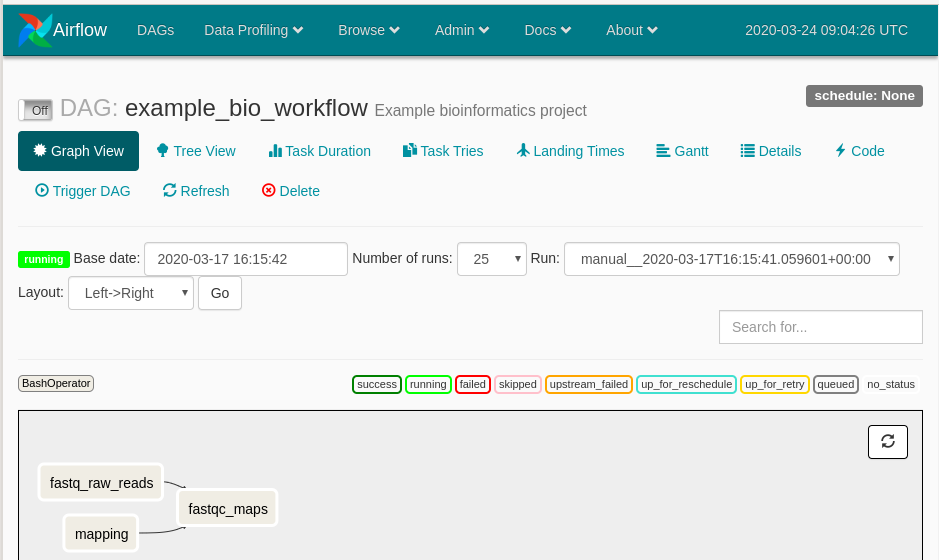 Airflow DAGs Data Profiling Browse Admin Docs About 2020-03-24 09:04:26 UTC
schedule: None
Off DAG: example_bio_workflow Example bioinformatics project
Graph View Tree View Task Duration Task Tries Landing Times Gantt Details Code
Trigger DAG Refresh Delete
running Base date: 2020-03-17 16:15:42 Number of runs: 25 Run: manual__2020-03-17T16:15:41.059601+00:00
Layout: Left->Right Go
Search for...
BashOperator success running failed skipped upstream_failed up_for_reschedule up_for_retry queued no_status
fastq_raw_reads
fastqc_maps
mapping